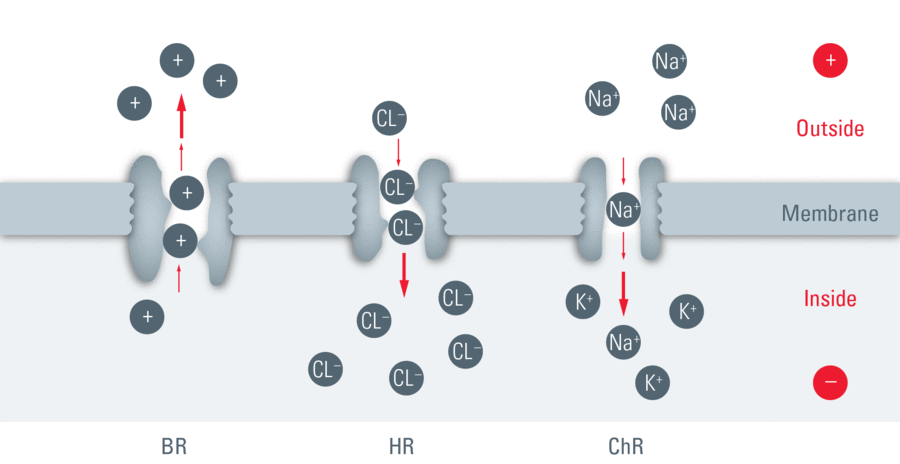 +
+
+
+
+
+
CL⁻
CL⁻
CL⁻
CL⁻
CL⁻
CL⁻
CL⁻
CL⁻
Na⁺
Na⁺
Na⁺
Na⁺
K⁺
K⁺
Na⁺
K⁺
+
Outside
Membrane
Inside
−
BR
HR
ChR